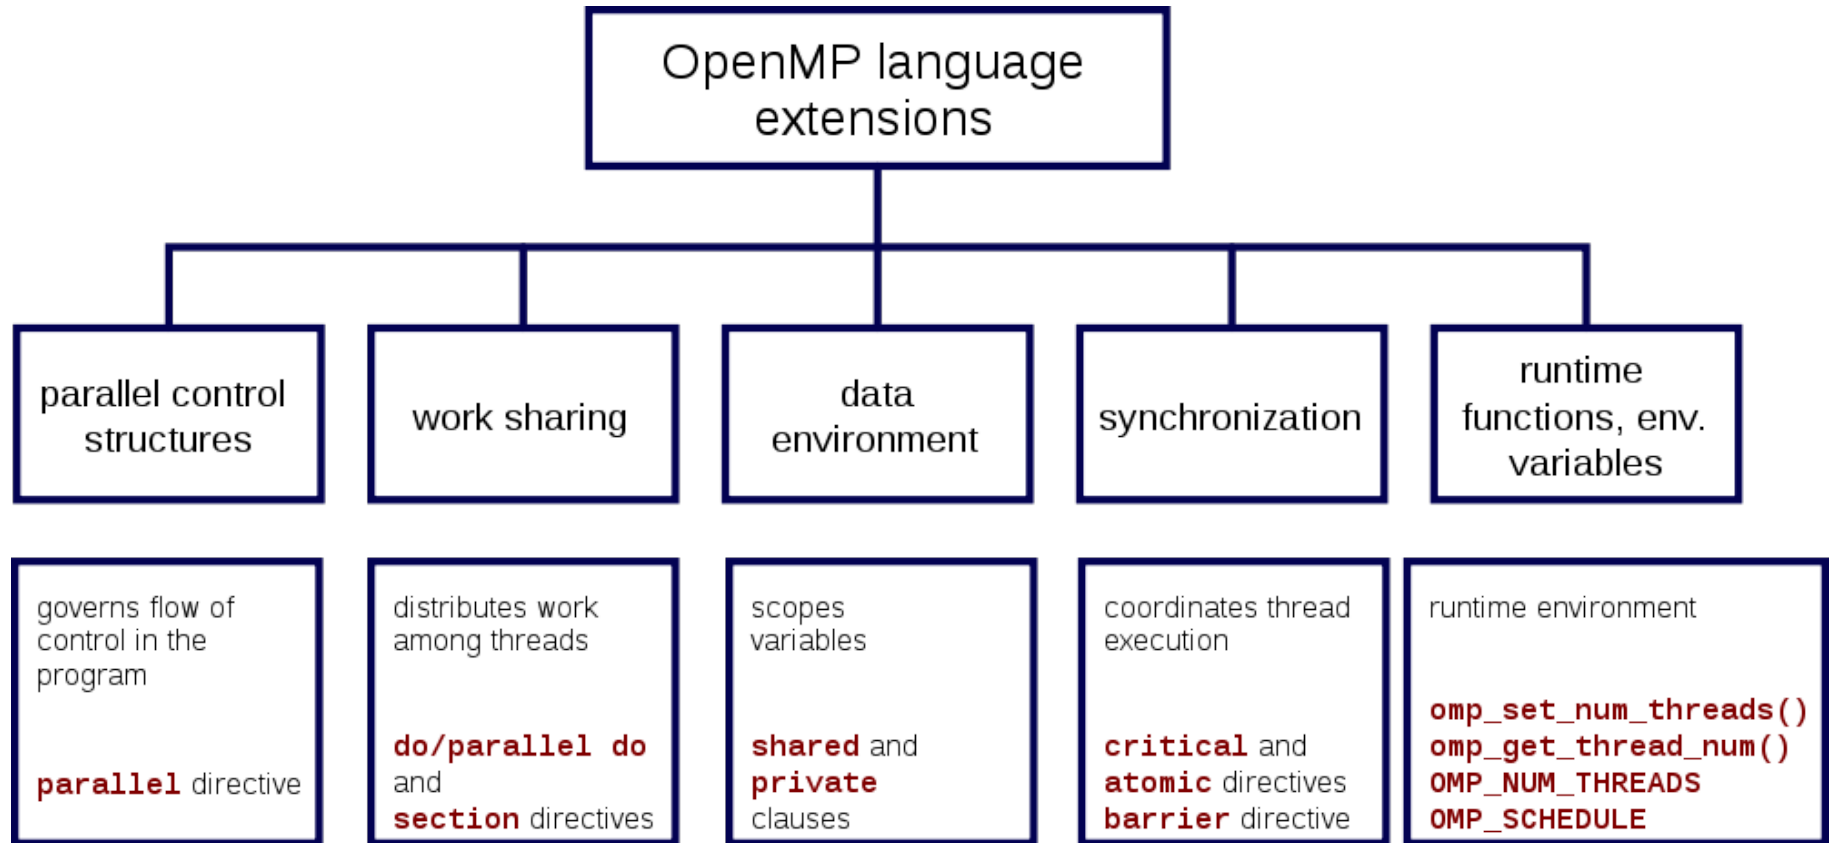 OpenMP language
extensions
parallel control
structures
work sharing
data
environment
synchronization
runtime
functions, env.
variables
governs flow of
control in the
program
parallel directive
distributes work
among threads
do/parallel do
and
section directives
scopes
variables
shared and
private
clauses
coordinates thread
execution
critical and
atomic directives
barrier directive
runtime environment
omp_set_num_threads()
omp_get_thread_num()
OMP_NUM_THREADS
OMP_SCHEDULE